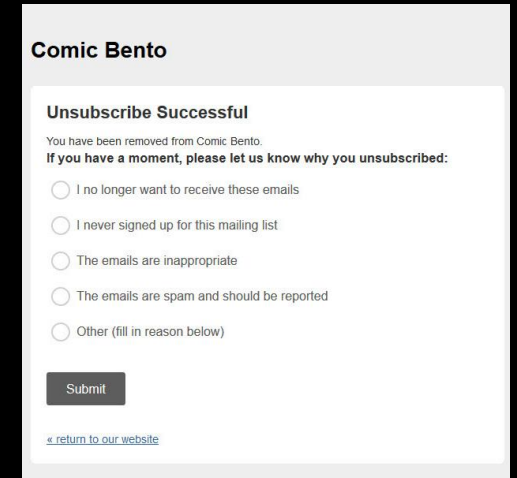 Comic Bento
Unsubscribe Successful
You have been removed from Comic Bento.
If you have a moment, please let us know why you unsubscribed:
I no longer want to receive these emails
I never signed up for this mailing list
The emails are inappropriate
The emails are spam and should be reported
Other (fill in reason below)
Submit
« return to our website